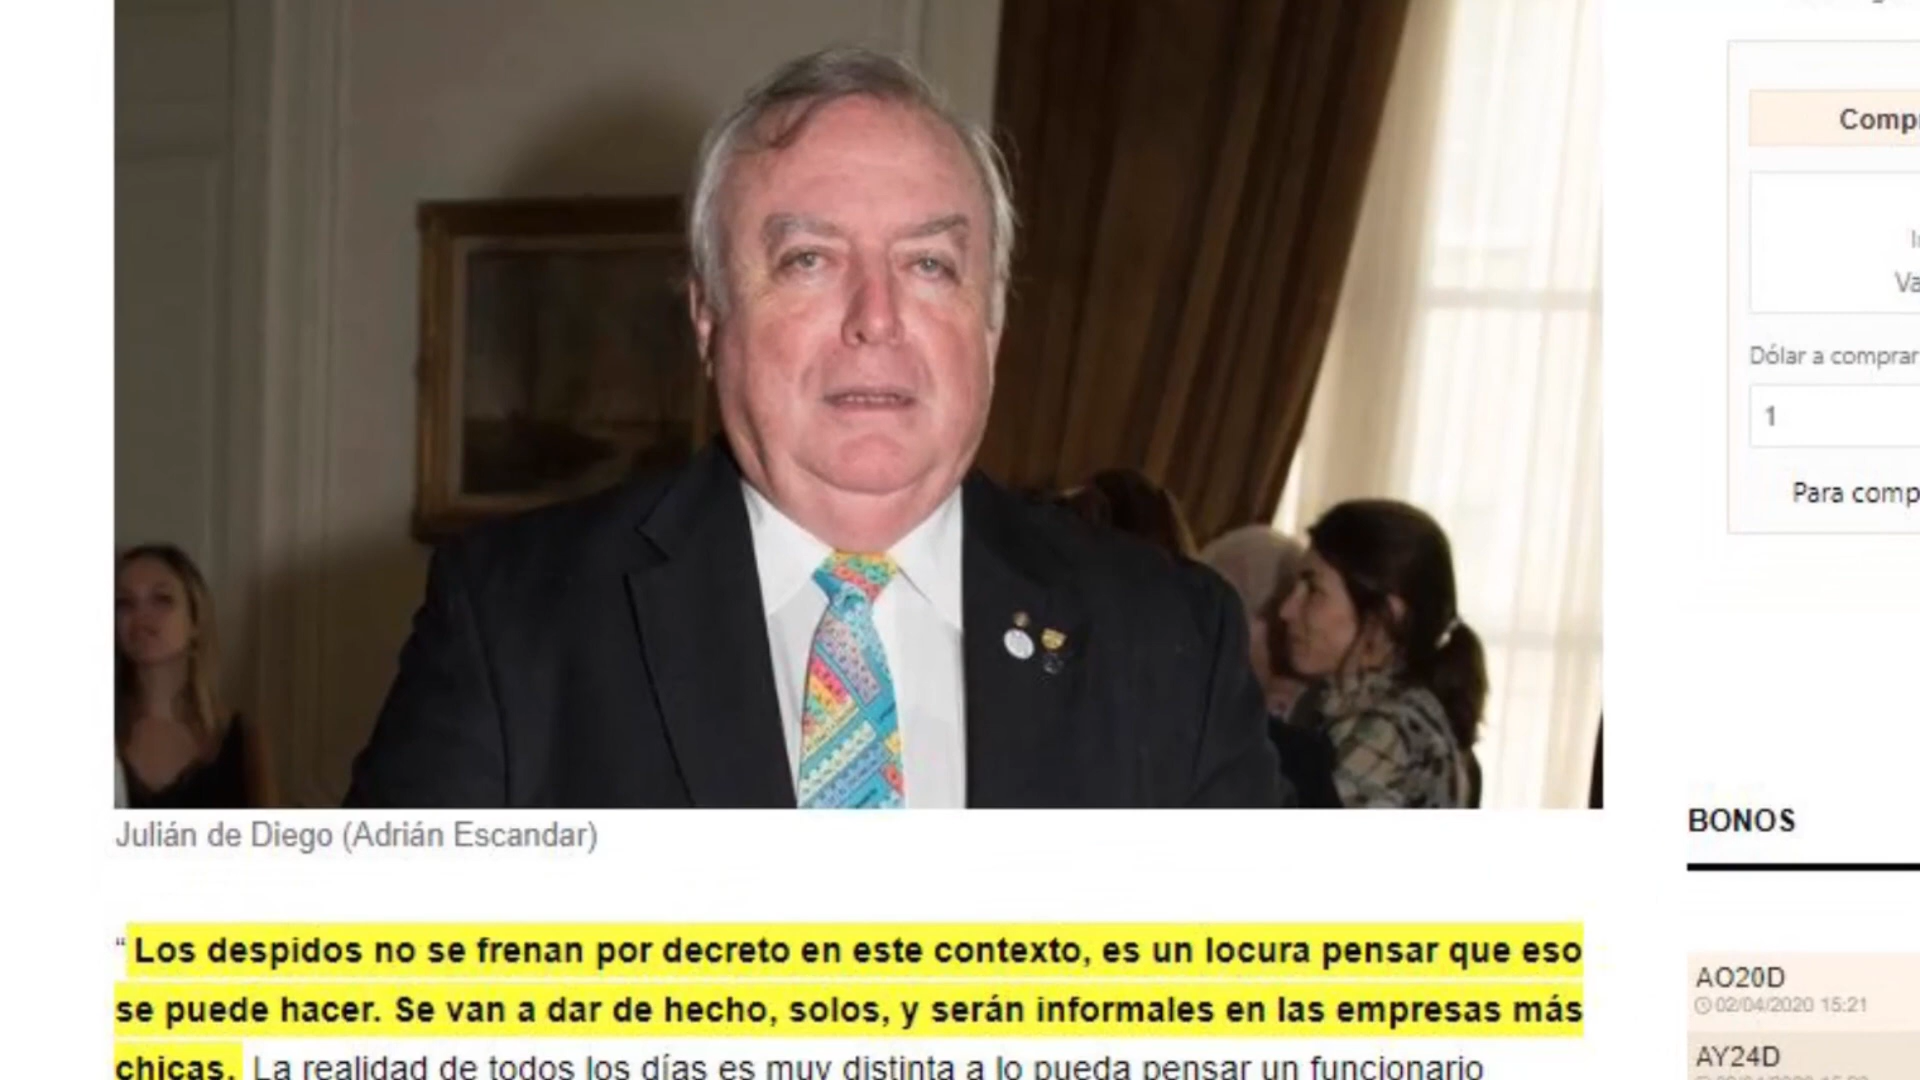 Comp
Va
Dólar a comprar
1
Para comp
Julián de Diego (Adrián Escandar)
BONOS
“Los despidos no se frenan por decreto en este contexto, es un locura pensar que eso
se puede hacer. Se van a dar de hecho, solos, y serán informales en las empresas más
chicas. La realidad de todos los días es muy distinta a lo pueda pensar un funcionario
AO20D
02/04/2020 15:21
AY24D